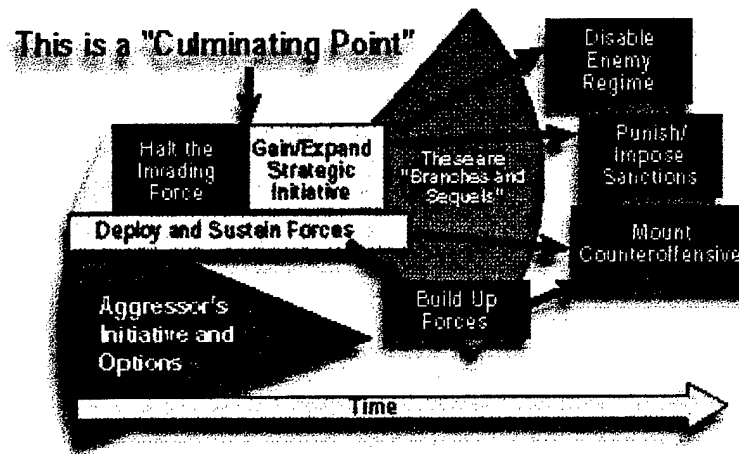 This is a "Culminating Point"
Disable
Enemy
Regime
Halt the
Invading
Force
Gain/Expand
Strategic
Initiative
These are
"Branches and
Sequels"
Punish/
Impose
Sanctions
Deploy and Sustain Forces
Mount
Counteroffensive
Aggressor's
Initiative and
Options
Build Up
Forces
Time